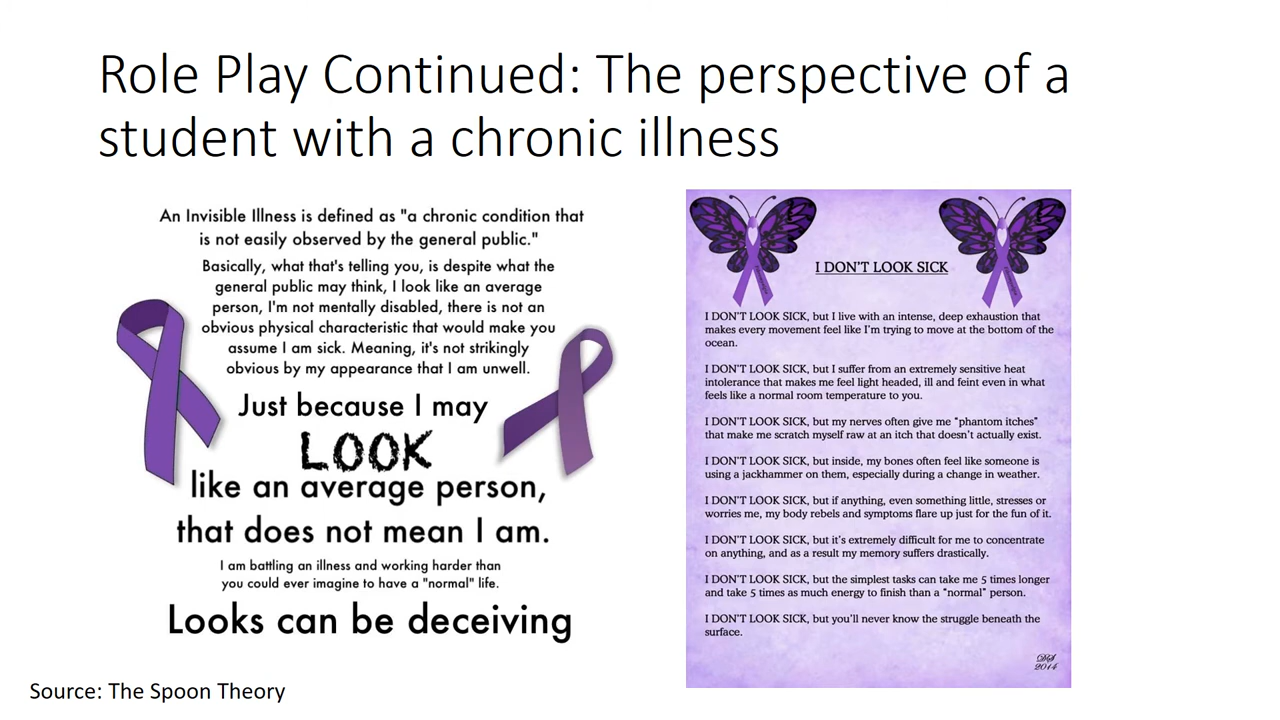 Role Play Continued: The perspective of a
student with a chronic illness
An Invisible Illness is defined as "a chronic condition that
is not easily observed by the general public."
Basically, what that's telling you, is despite what the
general public may think, I look like an average
person, I'm not mentally disabled, there is not an
obvious physical characteristic that would make you
assume I am sick. Meaning, it's not strikingly
obvious by my appearance that I am unwell.
Just because I may
LOOK
like an average person,
that does not mean I am.
I am battling an illness and working harder than
you could ever imagine to have a "normal" life.
Looks can be deceiving
I DON'T LOOK SICK
I DON'T LOOK SICK, but I live with an intense, deep exhaustion that
makes every movement feel like I'm trying to move at the bottom of the
ocean.
I DON'T LOOK SICK, but I suffer from an extremely sensitive heat
intolerance that makes me feel light headed, ill and feint even in what
feels like a normal room temperature to you.
I DON'T LOOK SICK, but my nerves often give me "phantom itches"
that make me scratch myself raw at an itch that doesn't actually exist.
I DON'T LOOK SICK, but inside, my bones often feel like someone is
using a jackhammer on them, especially during a change in weather.
I DON'T LOOK SICK, but if anything, even something little, stresses or
worries me, my body rebels and symptoms flare up just for the fun of it.
I DON'T LOOK SICK, but it's extremely difficult for me to concentrate
on anything, and as a result my memory suffers drastically.
I DON'T LOOK SICK, but the simplest tasks can take me 5 times longer
and take 5 times as much energy to finish than a "normal" person.
I DON'T LOOK SICK, but you'll never know the struggle beneath the
surface.
DS
2014
Source: The Spoon Theory